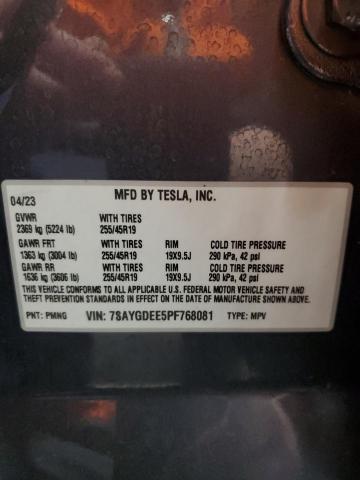 04/23 MFD BY TESLA, INC.
GVWR WITH TIRES
2369 kg (5224 lb) 255/45R19
GAWR FRT WITH TIRES RIM COLD TIRE PRESSURE
1363 kg (3004 lb) 255/45R19 19X9.5J 290 kPa, 42 psi
GAWR RR WITH TIRES RIM COLD TIRE PRESSURE
1636 kg (3606 lb) 255/45R19 19X9.5J 290 kPa, 42 psi
THIS VEHICLE CONFORMS TO ALL APPLICABLE U.S. FEDERAL MOTOR VEHICLE SAFETY AND
THEFT PREVENTION STANDARDS IN EFFECT ON THE DATE OF MANUFACTURE SHOWN ABOVE.
PNT: PMNG VIN: 7SAYGDEE5PF768081 TYPE: MPV